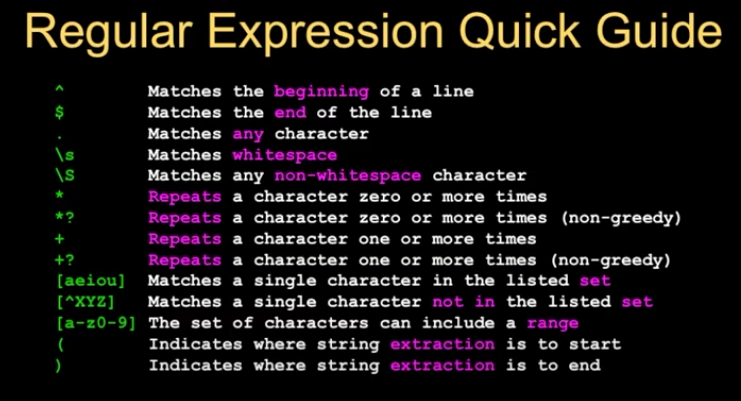 Regular Expression Quick Guide
^ Matches the beginning of a line
$ Matches the end of the line
. Matches any character
\s Matches whitespace
\S Matches any non-whitespace character
* Repeats a character zero or more times
*? Repeats a character zero or more times (non-greedy)
+ Repeats a character one or more times
+? Repeats a character one or more times (non-greedy)
[aeiou] Matches a single character in the listed set
[^XYZ] Matches a single character not in the listed set
[a-z0-9] The set of characters can include a range
( Indicates where string extraction is to start
) Indicates where string extraction is to end